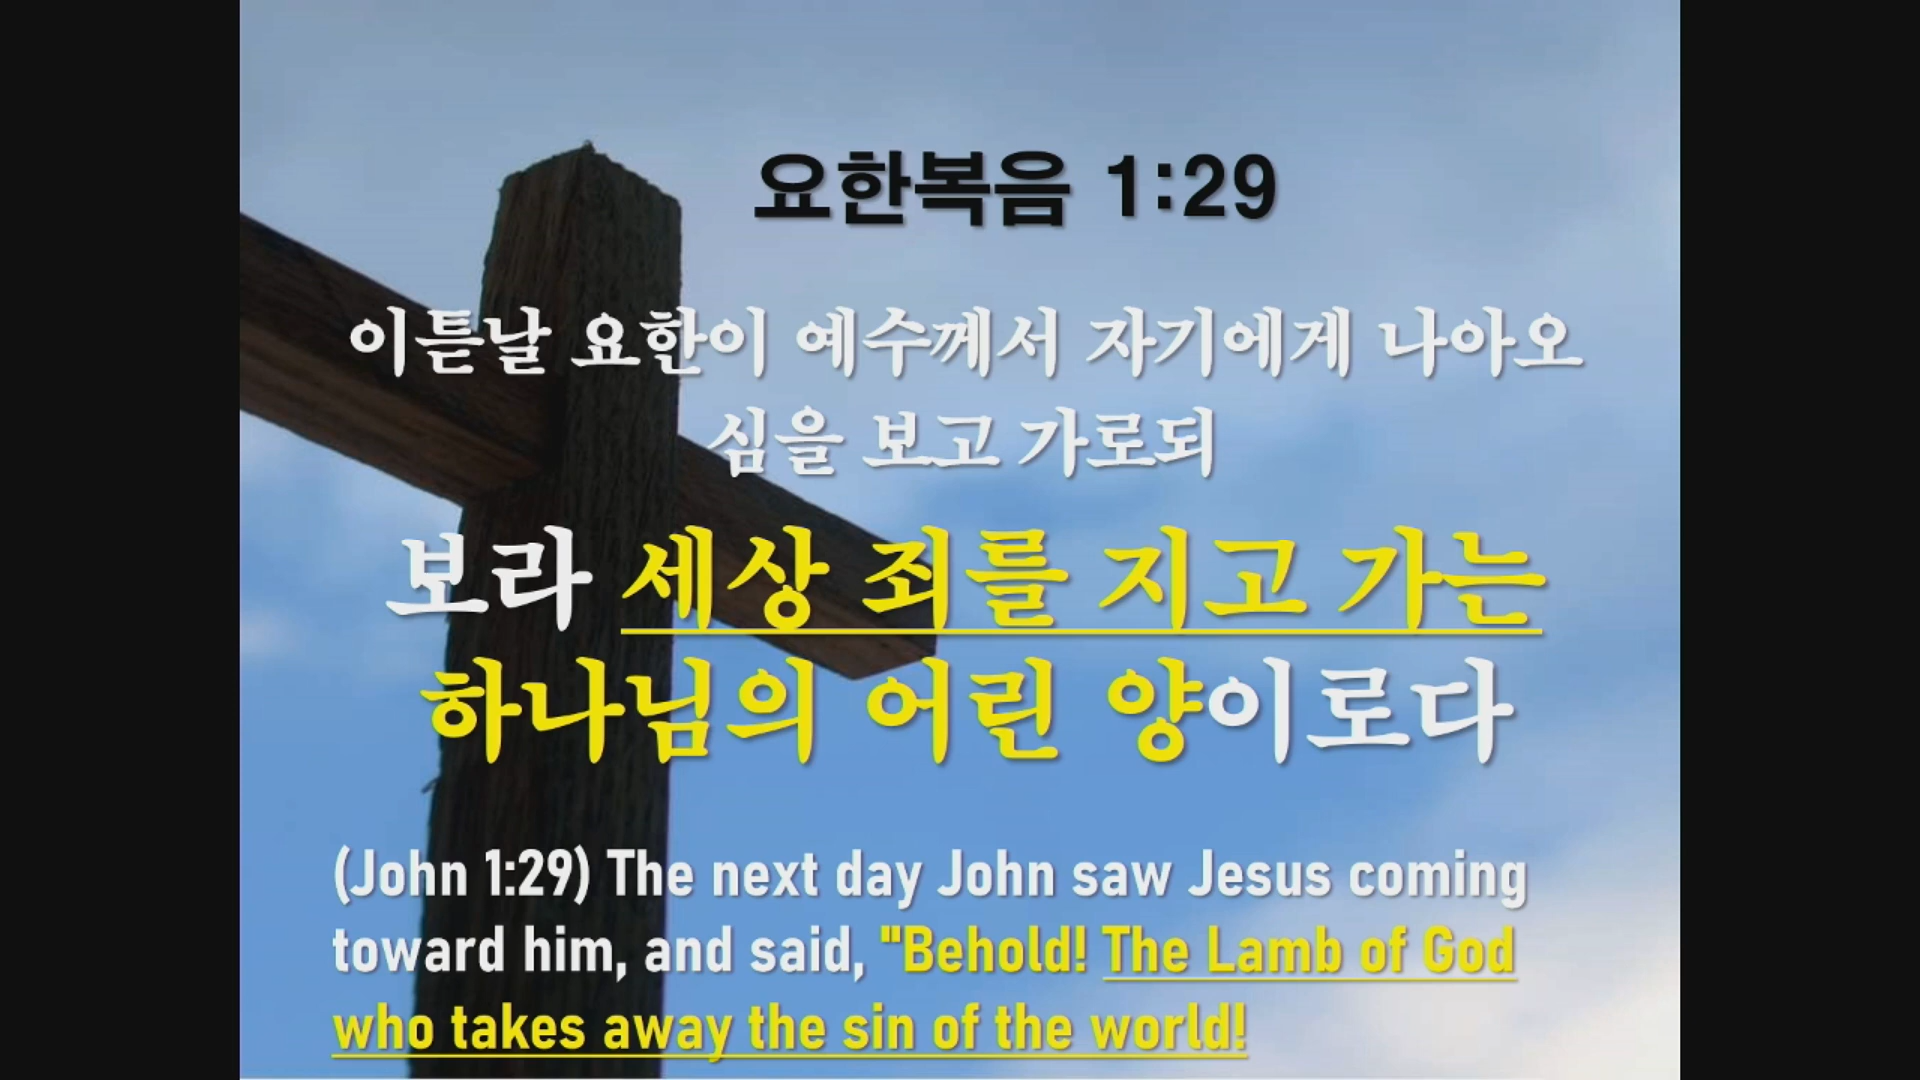 요한복음 1:29
이튿날 요한이 예수께서 자기에게 나아오
심을 보고 가로되
보라 세상 죄를 지고 가는
하나님의 어린 양이로다
(John 1:29) The next day John saw Jesus coming
toward him, and said, "Behold! The Lamb of God
who takes away the sin of the world!